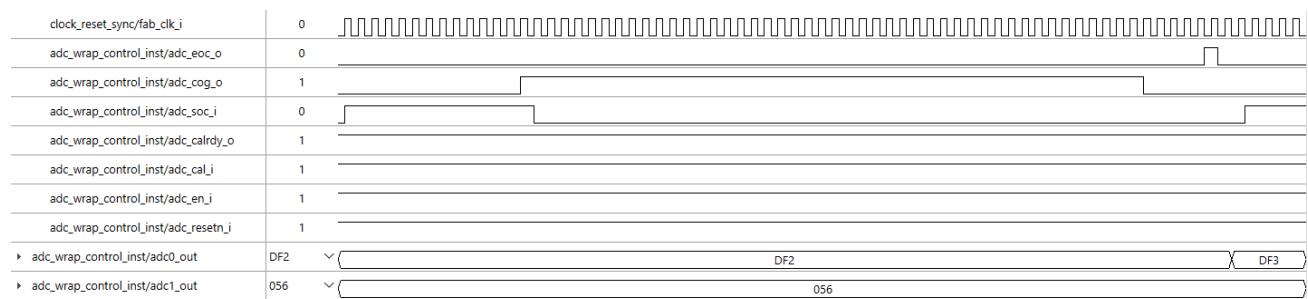 clock_reset_sync/fab_clk_i 0
adc_wrap_control_inst/adc_eoc_o 0
adc_wrap_control_inst/adc_cog_o 1
adc_wrap_control_inst/adc_soc_i 0
adc_wrap_control_inst/adc_calrdy_o 1
adc_wrap_control_inst/adc_cal_i 1
adc_wrap_control_inst/adc_en_i 1
adc_wrap_control_inst/adc_resetn_i 1
adc_wrap_control_inst/adc0_out DF2 DF2 DF3
adc_wrap_control_inst/adc1_out 056 056